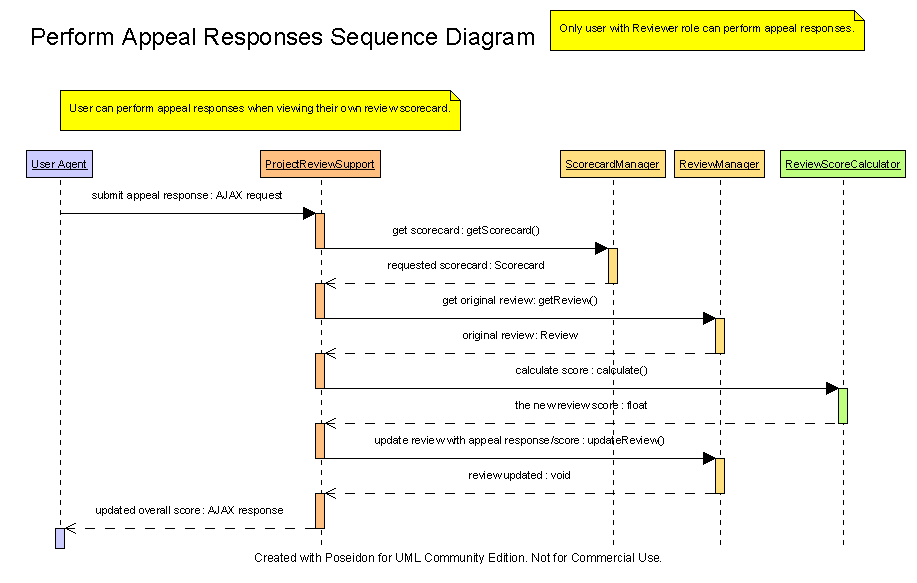 Perform Appeal Responses Sequence Diagram
Only user with Reviewer role can perform appeal responses.
User can perform appeal responses when viewing their own review scorecard.
User Agent
ProjectReviewSupport
ScorecardManager
ReviewManager
ReviewScoreCalculator
submit appeal response : AJAX request
get scorecard : getScorecard()
requested scorecard : Scorecard
get original review : getReview()
original review : Review
calculate score : calculate()
the new review score : float
update review with appeal response/score : updateReview()
review updated : void
updated overall score : AJAX response
Created with Poseidon for UML Community Edition. Not for Commercial Use.